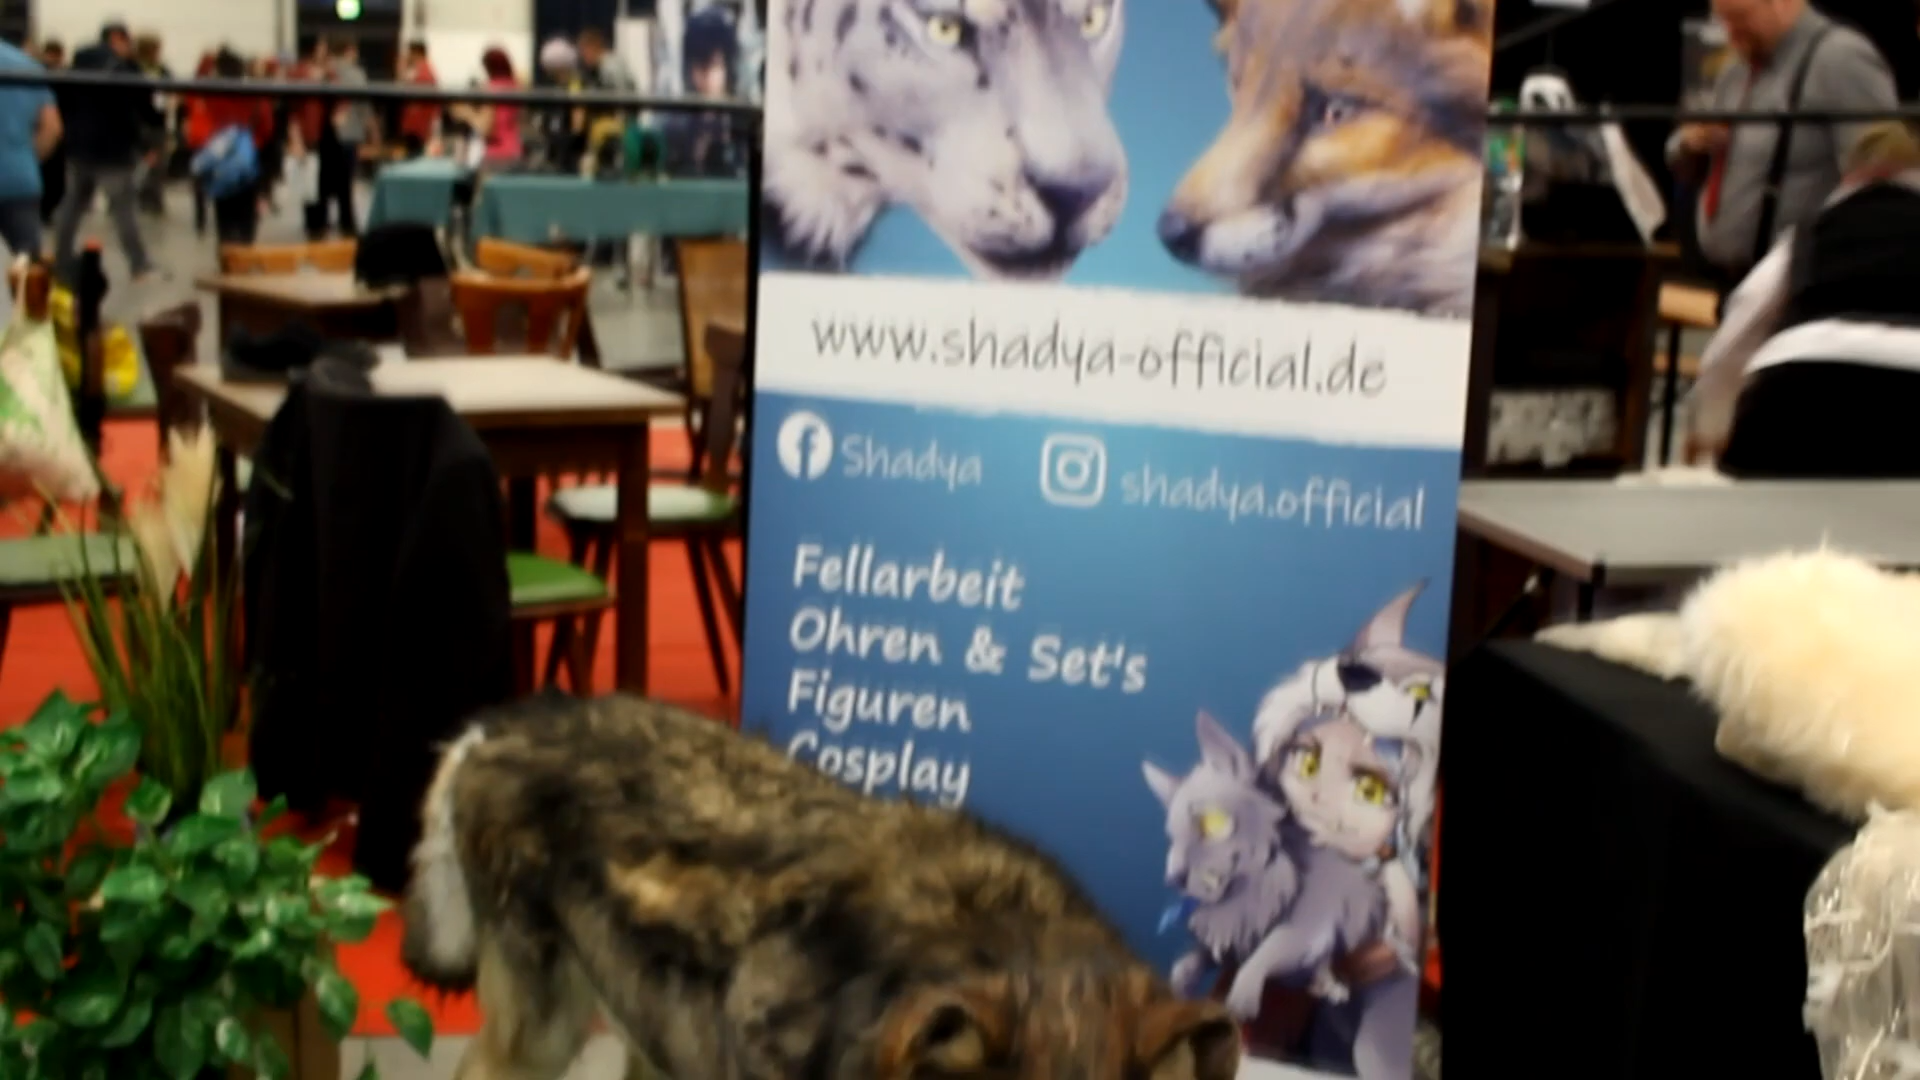 www.shadya-official.de
Shadya shadya.official
Fellarbeit
Ohren & Set's
Figuren
Cosplay